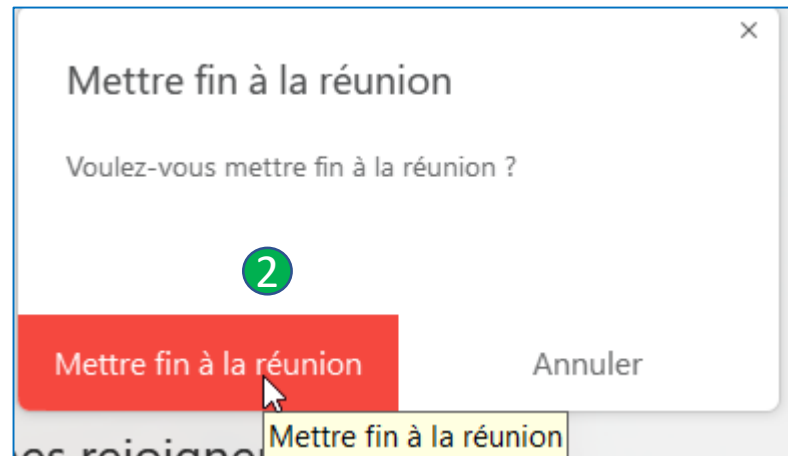 Mettre fin à la réunion
Voulez-vous mettre fin à la réunion ?
2
Mettre fin à la réunion
Annuler
Mettre fin à la réunion